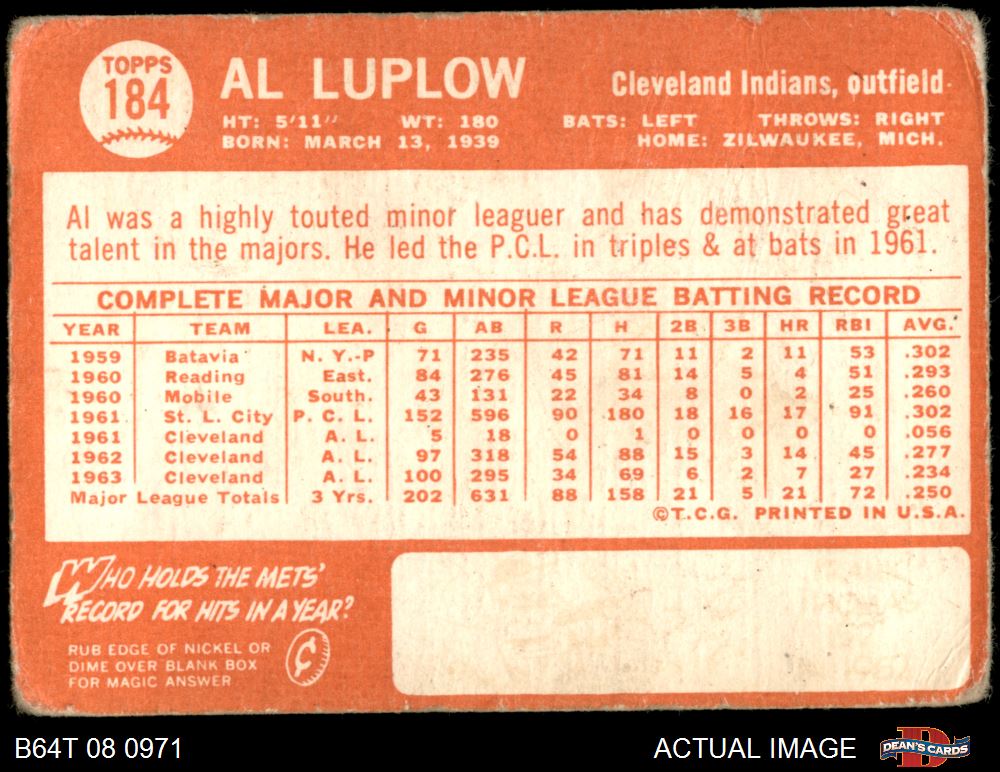 TOPPS
184
AL LUPLOW
Cleveland Indians, outfield
HT: 5'11" WT: 180 BATS: LEFT THROWS: RIGHT
BORN: MARCH 13, 1939 HOME: ZILWAUKEE, MICH.
Al was a highly touted minor leaguer and has demonstrated great
talent in the majors. He led the P.C.L. in triples & at bats in 1961.
COMPLETE MAJOR AND MINOR LEAGUE BATTING RECORD
YEAR TEAM LEA. G AB R H 2B 3B HR RBI AVG.
1959 Batavia N. Y.-P 71 235 42 71 11 2 11 53 .302
1960 Reading East. 84 276 45 81 14 5 4 51 .293
1960 Mobile South. 43 131 22 34 8 0 2 25 .260
1961 St. L. City P. C. L. 152 596 90 180 18 16 17 91 .302
1961 Cleveland A. L. 5 18 0 1 0 0 0 0 .056
1962 Cleveland A. L. 97 318 54 88 15 3 14 45 .277
1963 Cleveland A. L. 100 295 34 69 6 2 7 27 .234
Major League Totals 3 Yrs. 202 631 88 158 21 5 21 72 .250
©T.C.G. PRINTED IN U.S.A.
WHO HOLDS THE METS'
RECORD FOR HITS IN A YEAR?
RUB EDGE OF NICKEL OR
DIME OVER BLANK BOX
FOR MAGIC ANSWER
¢
B64T 08 0971
ACTUAL IMAGE
D
DEAN'S CARDS